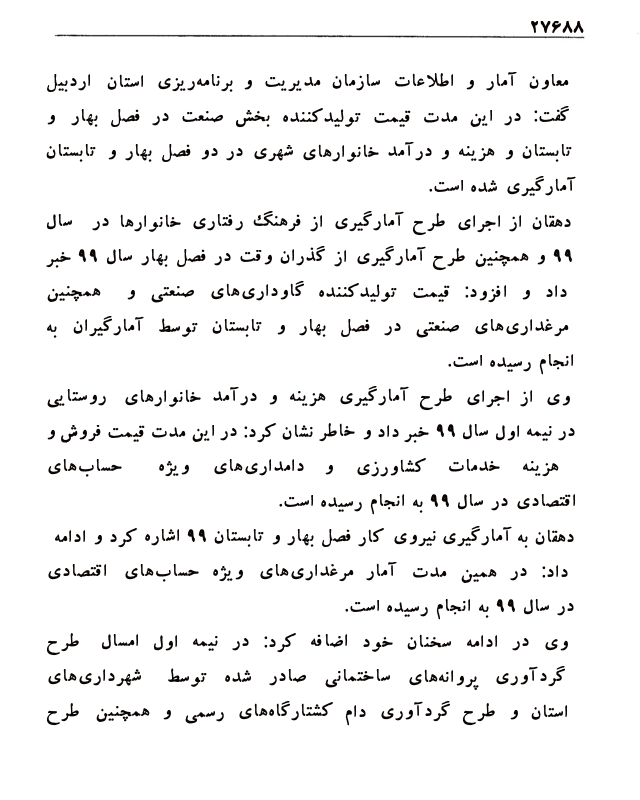 ۲۷۶۸۸
معاون آمار و اطلاعات سازمان مدیریت و برنامه‌ریزی استان اردبیل
گفت: در این مدت قیمت تولیدکننده بخش صنعت در فصل بهار و
تابستان و هزینه و درآمد خانوارهای شهری در دو فصل بهار و تابستان
آمارگیری شده است.
دهقان از اجرای طرح آمارگیری از فرهنگ رفتاری خانوارها در سال
۹۹ و همچنین طرح آمارگیری از گذران وقت در فصل بهار سال ۹۹ خبر
داد و افزود: قیمت تولیدکننده گاوداری‌های صنعتی و همچنین
مرغداری‌های صنعتی در فصل بهار و تابستان توسط آمارگیران به
انجام رسیده است.
وی از اجرای طرح آمارگیری هزینه و درآمد خانوارهای روستایی
در نیمه اول سال ۹۹ خبر داد و خاطر نشان کرد: در این مدت قیمت فروش و
هزینه خدمات کشاورزی و دامداری‌های ویژه حساب‌های
اقتصادی در سال ۹۹ به انجام رسیده است.
دهقان به آمارگیری نیروی کار فصل بهار و تابستان ۹۹ اشاره کرد و ادامه
داد: در همین مدت آمار مرغداری‌های ویژه حساب‌های اقتصادی
در سال ۹۹ به انجام رسیده است.
وی در ادامه سخنان خود اضافه کرد: در نیمه اول امسال طرح
گردآوری پروانه‌های ساختمانی صادر شده توسط شهرداری‌های
استان و طرح گردآوری دام کشتارگاه‌های رسمی و همچنین طرح